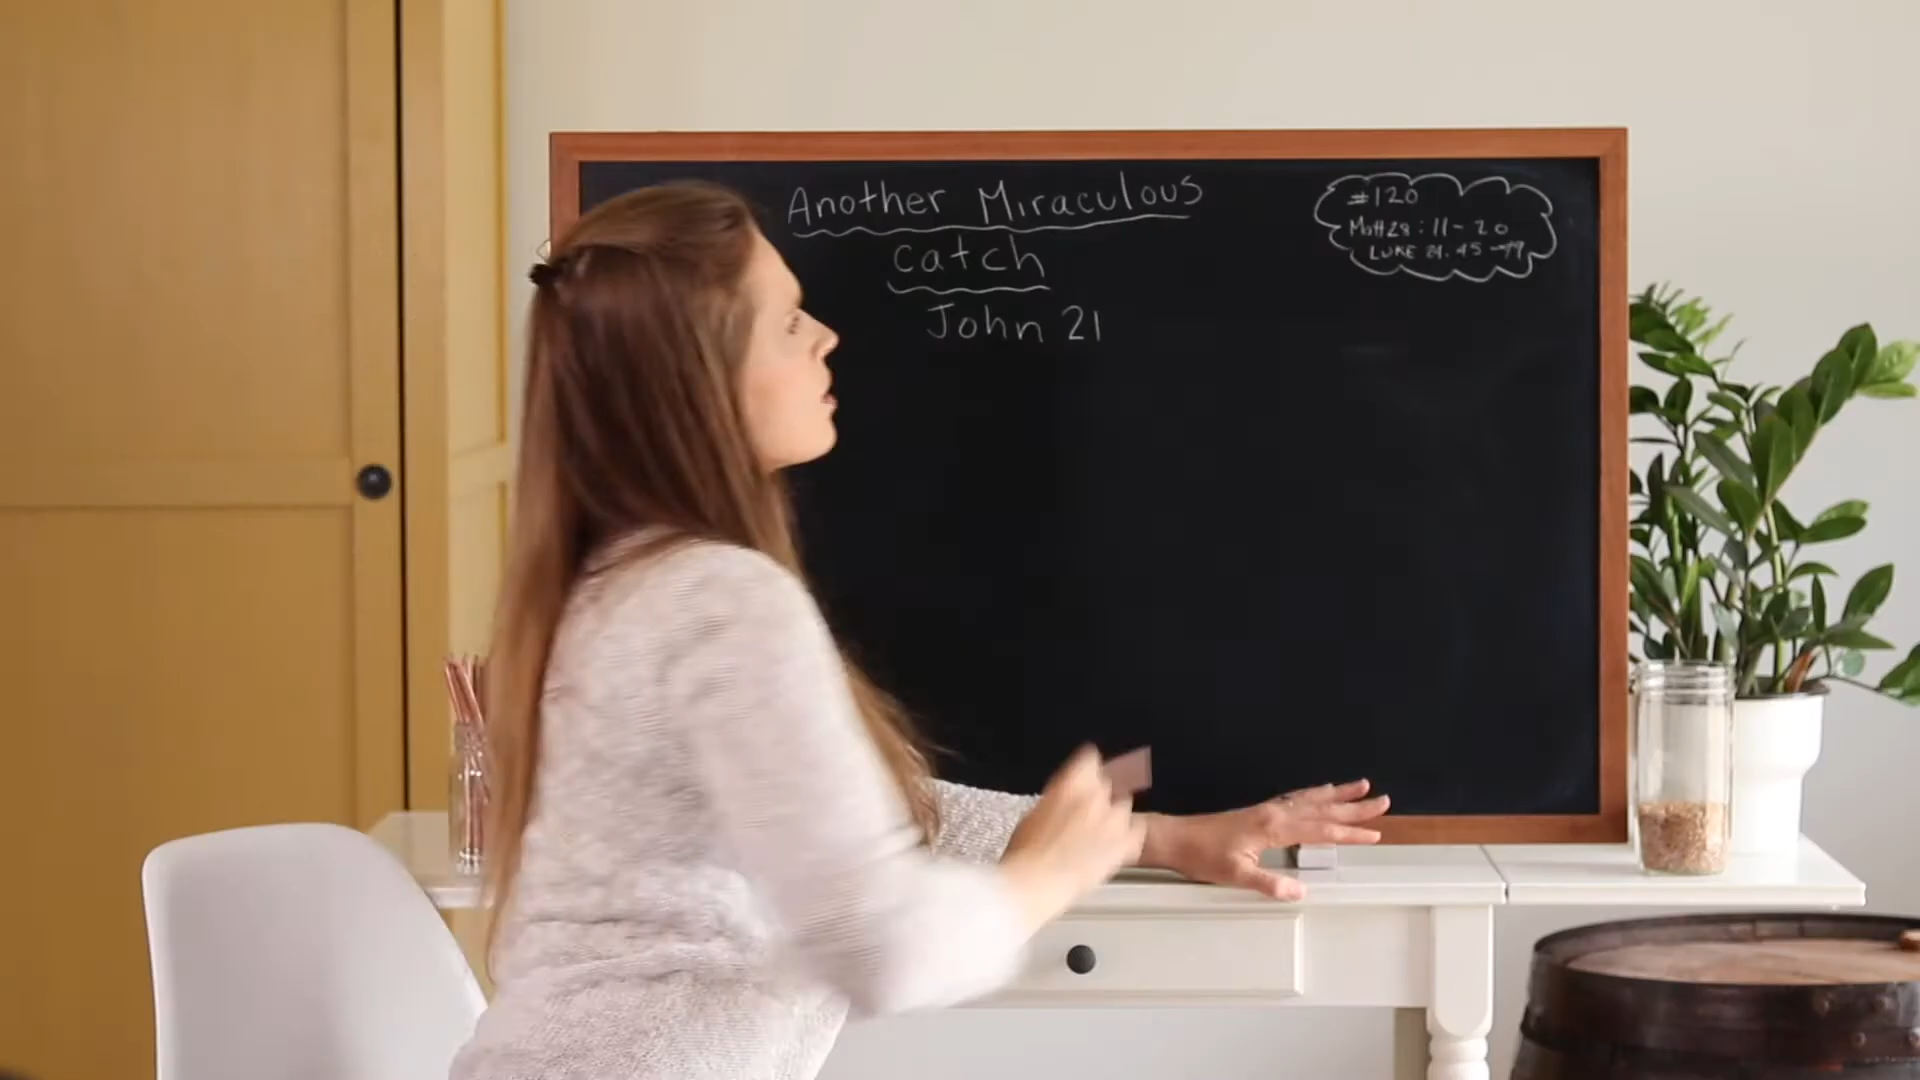 Another Miraculous
catch
John 21
#120
Matt 28:11-20
LUKE 24.45-49